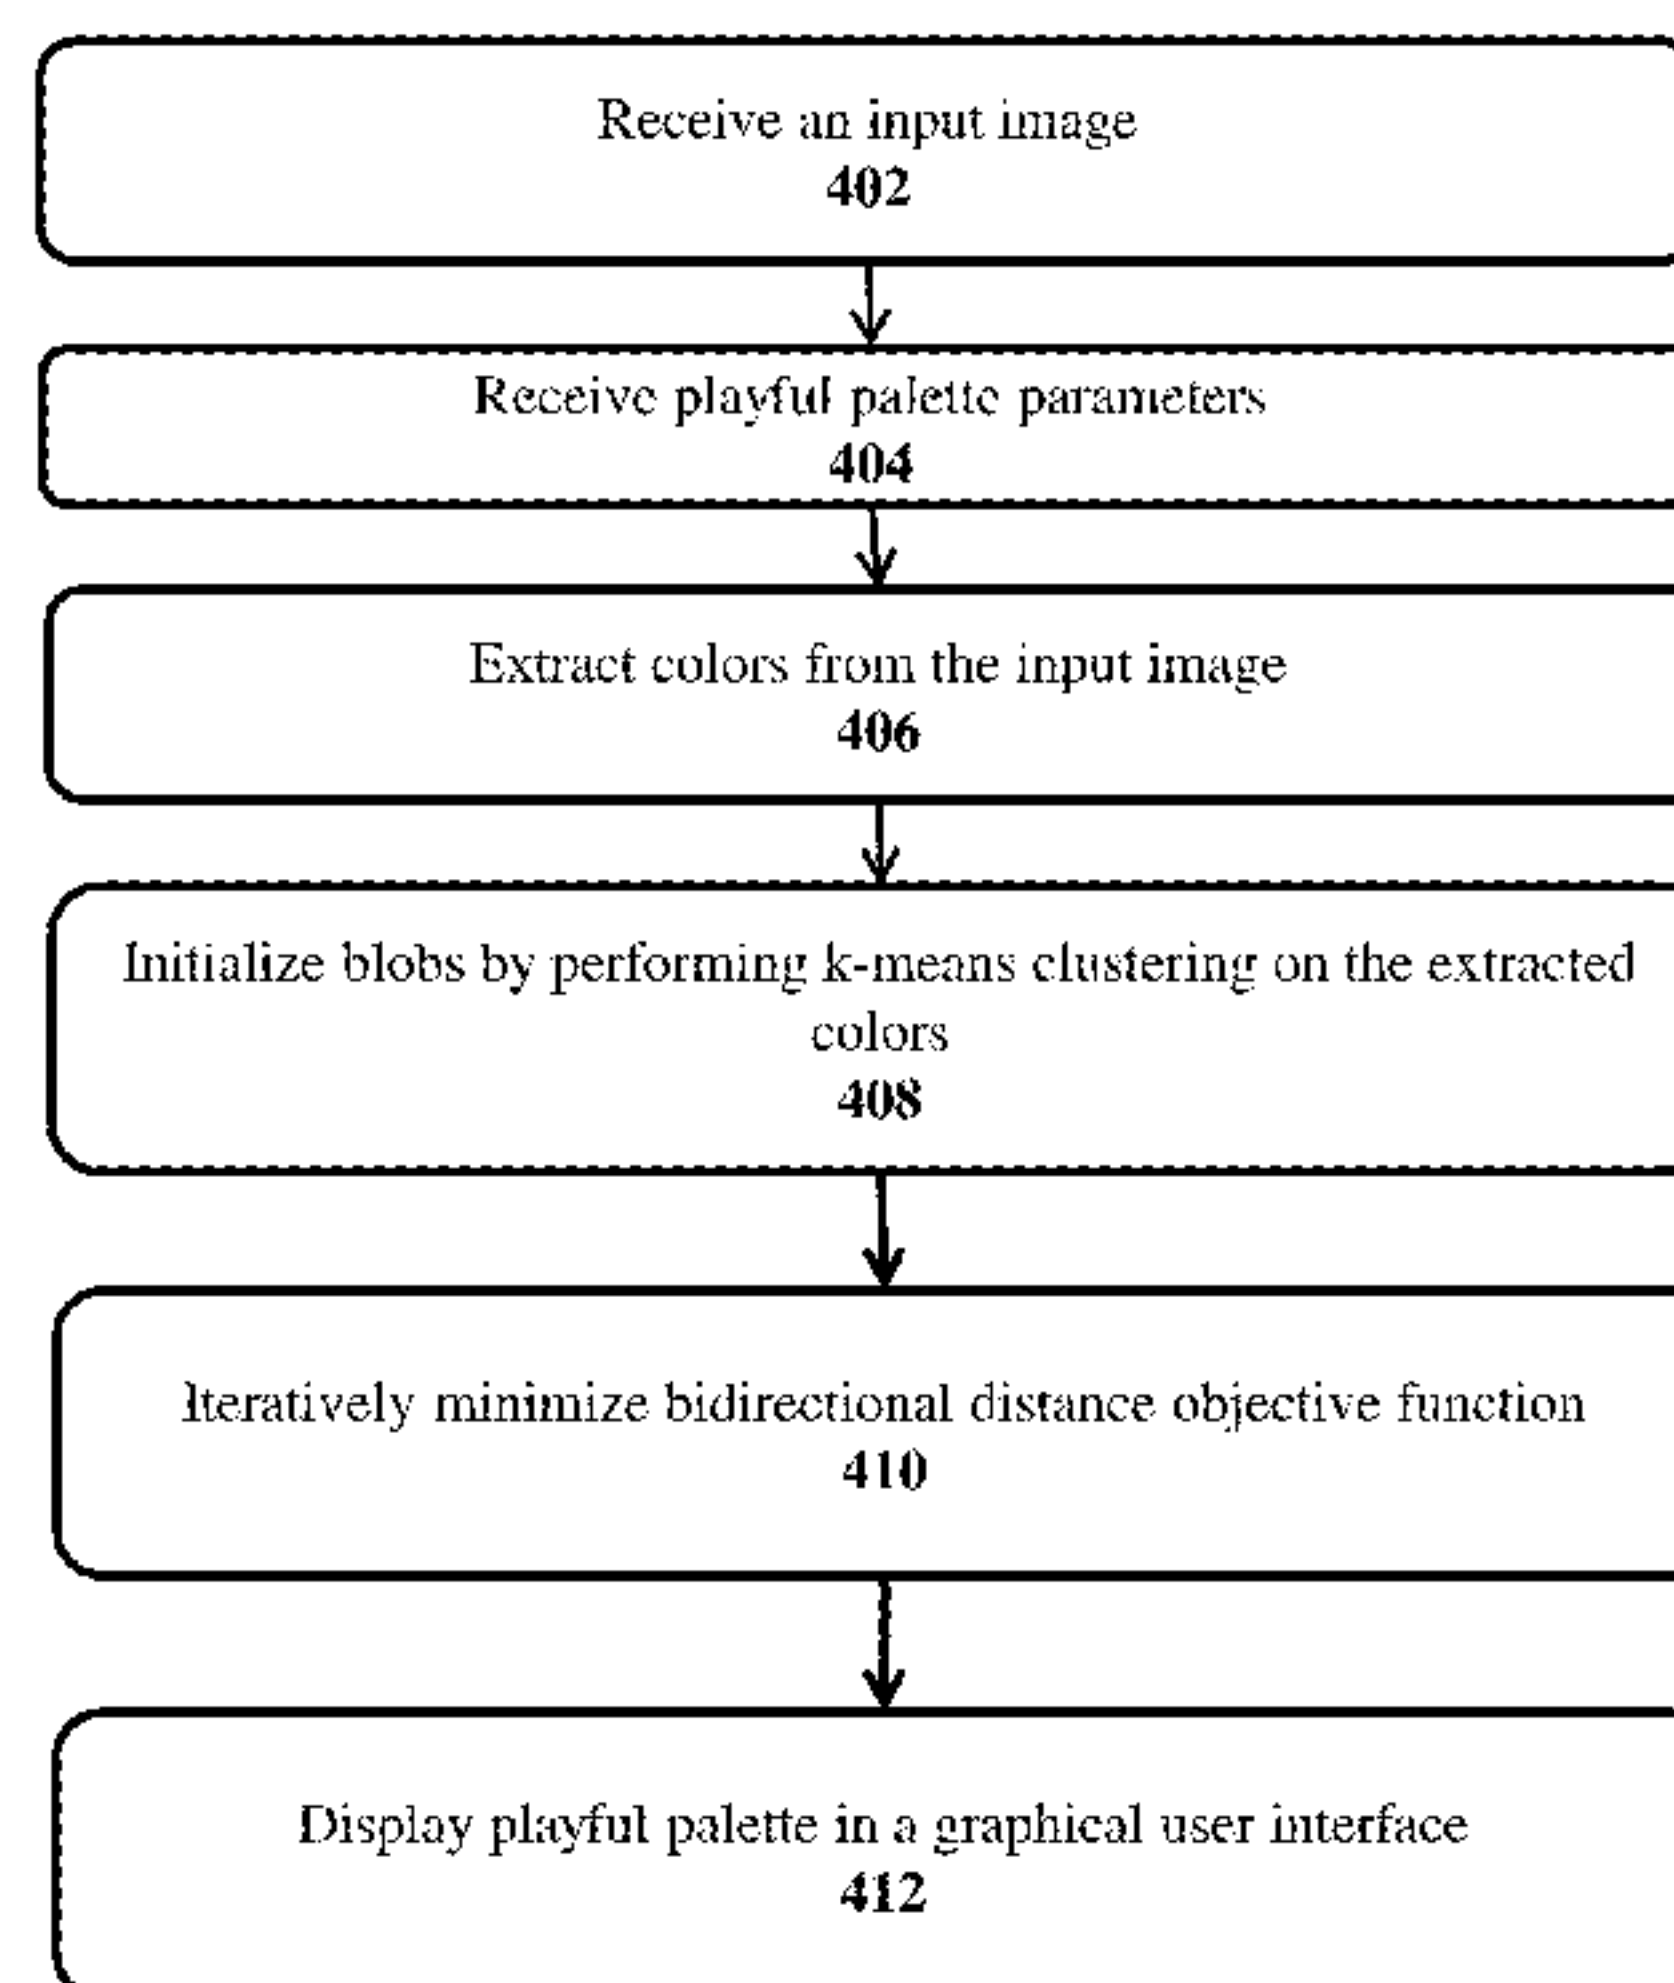 Receive an input image
402
Receive playful palette parameters
404
Extract colors from the input image
406
Initialize blobs by performing k-means clustering on the extracted
colors
408
Iteratively minimize bidirectional distance objective function
410
Display playful palette in a graphical user interface
412